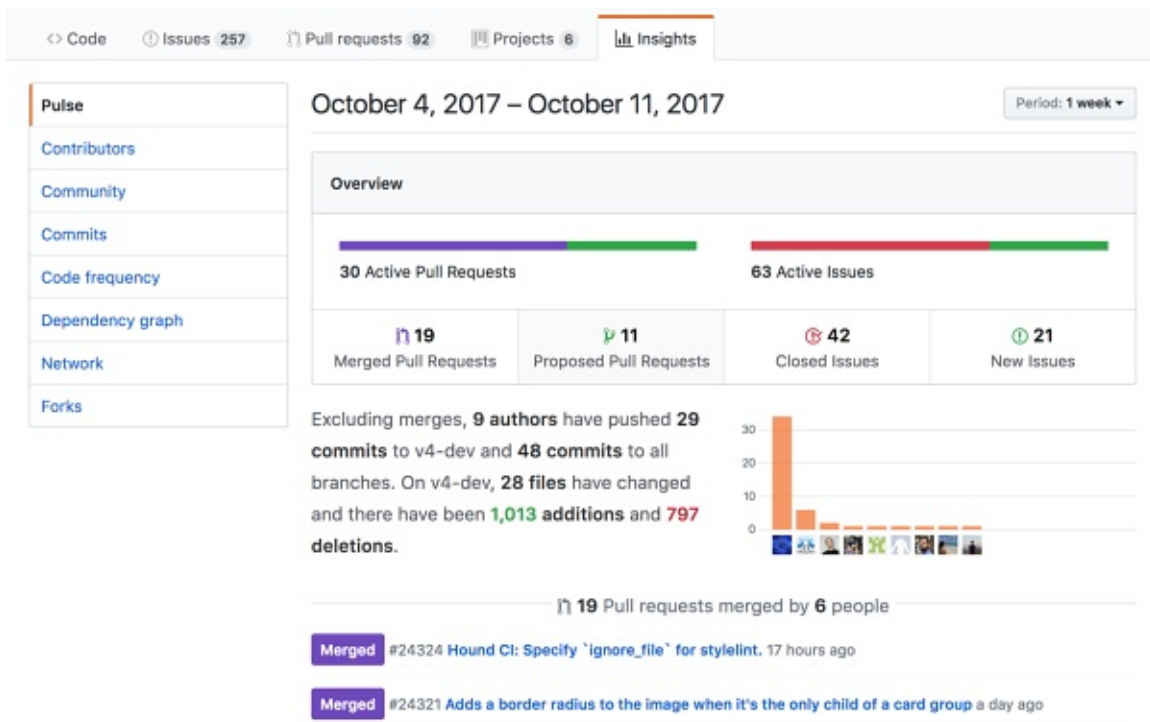 Code Issues 257 Pull requests 92 Projects 6 Insights
Pulse
Contributors
Community
Commits
Code frequency
Dependency graph
Network
Forks
October 4, 2017 – October 11, 2017
Period: 1 week
Overview
30 Active Pull Requests
63 Active Issues
19
Merged Pull Requests
11
Proposed Pull Requests
42
Closed Issues
21
New Issues
Excluding merges, 9 authors have pushed 29
commits to v4-dev and 48 commits to all
branches. On v4-dev, 28 files have changed
and there have been 1,013 additions and 797
deletions.
30
20
10
0
19 Pull requests merged by 6 people
Merged #24324 Hound CI: Specify `ignore_file` for stylelint. 17 hours ago
Merged #24321 Adds a border radius to the image when it's the only child of a card group a day ago